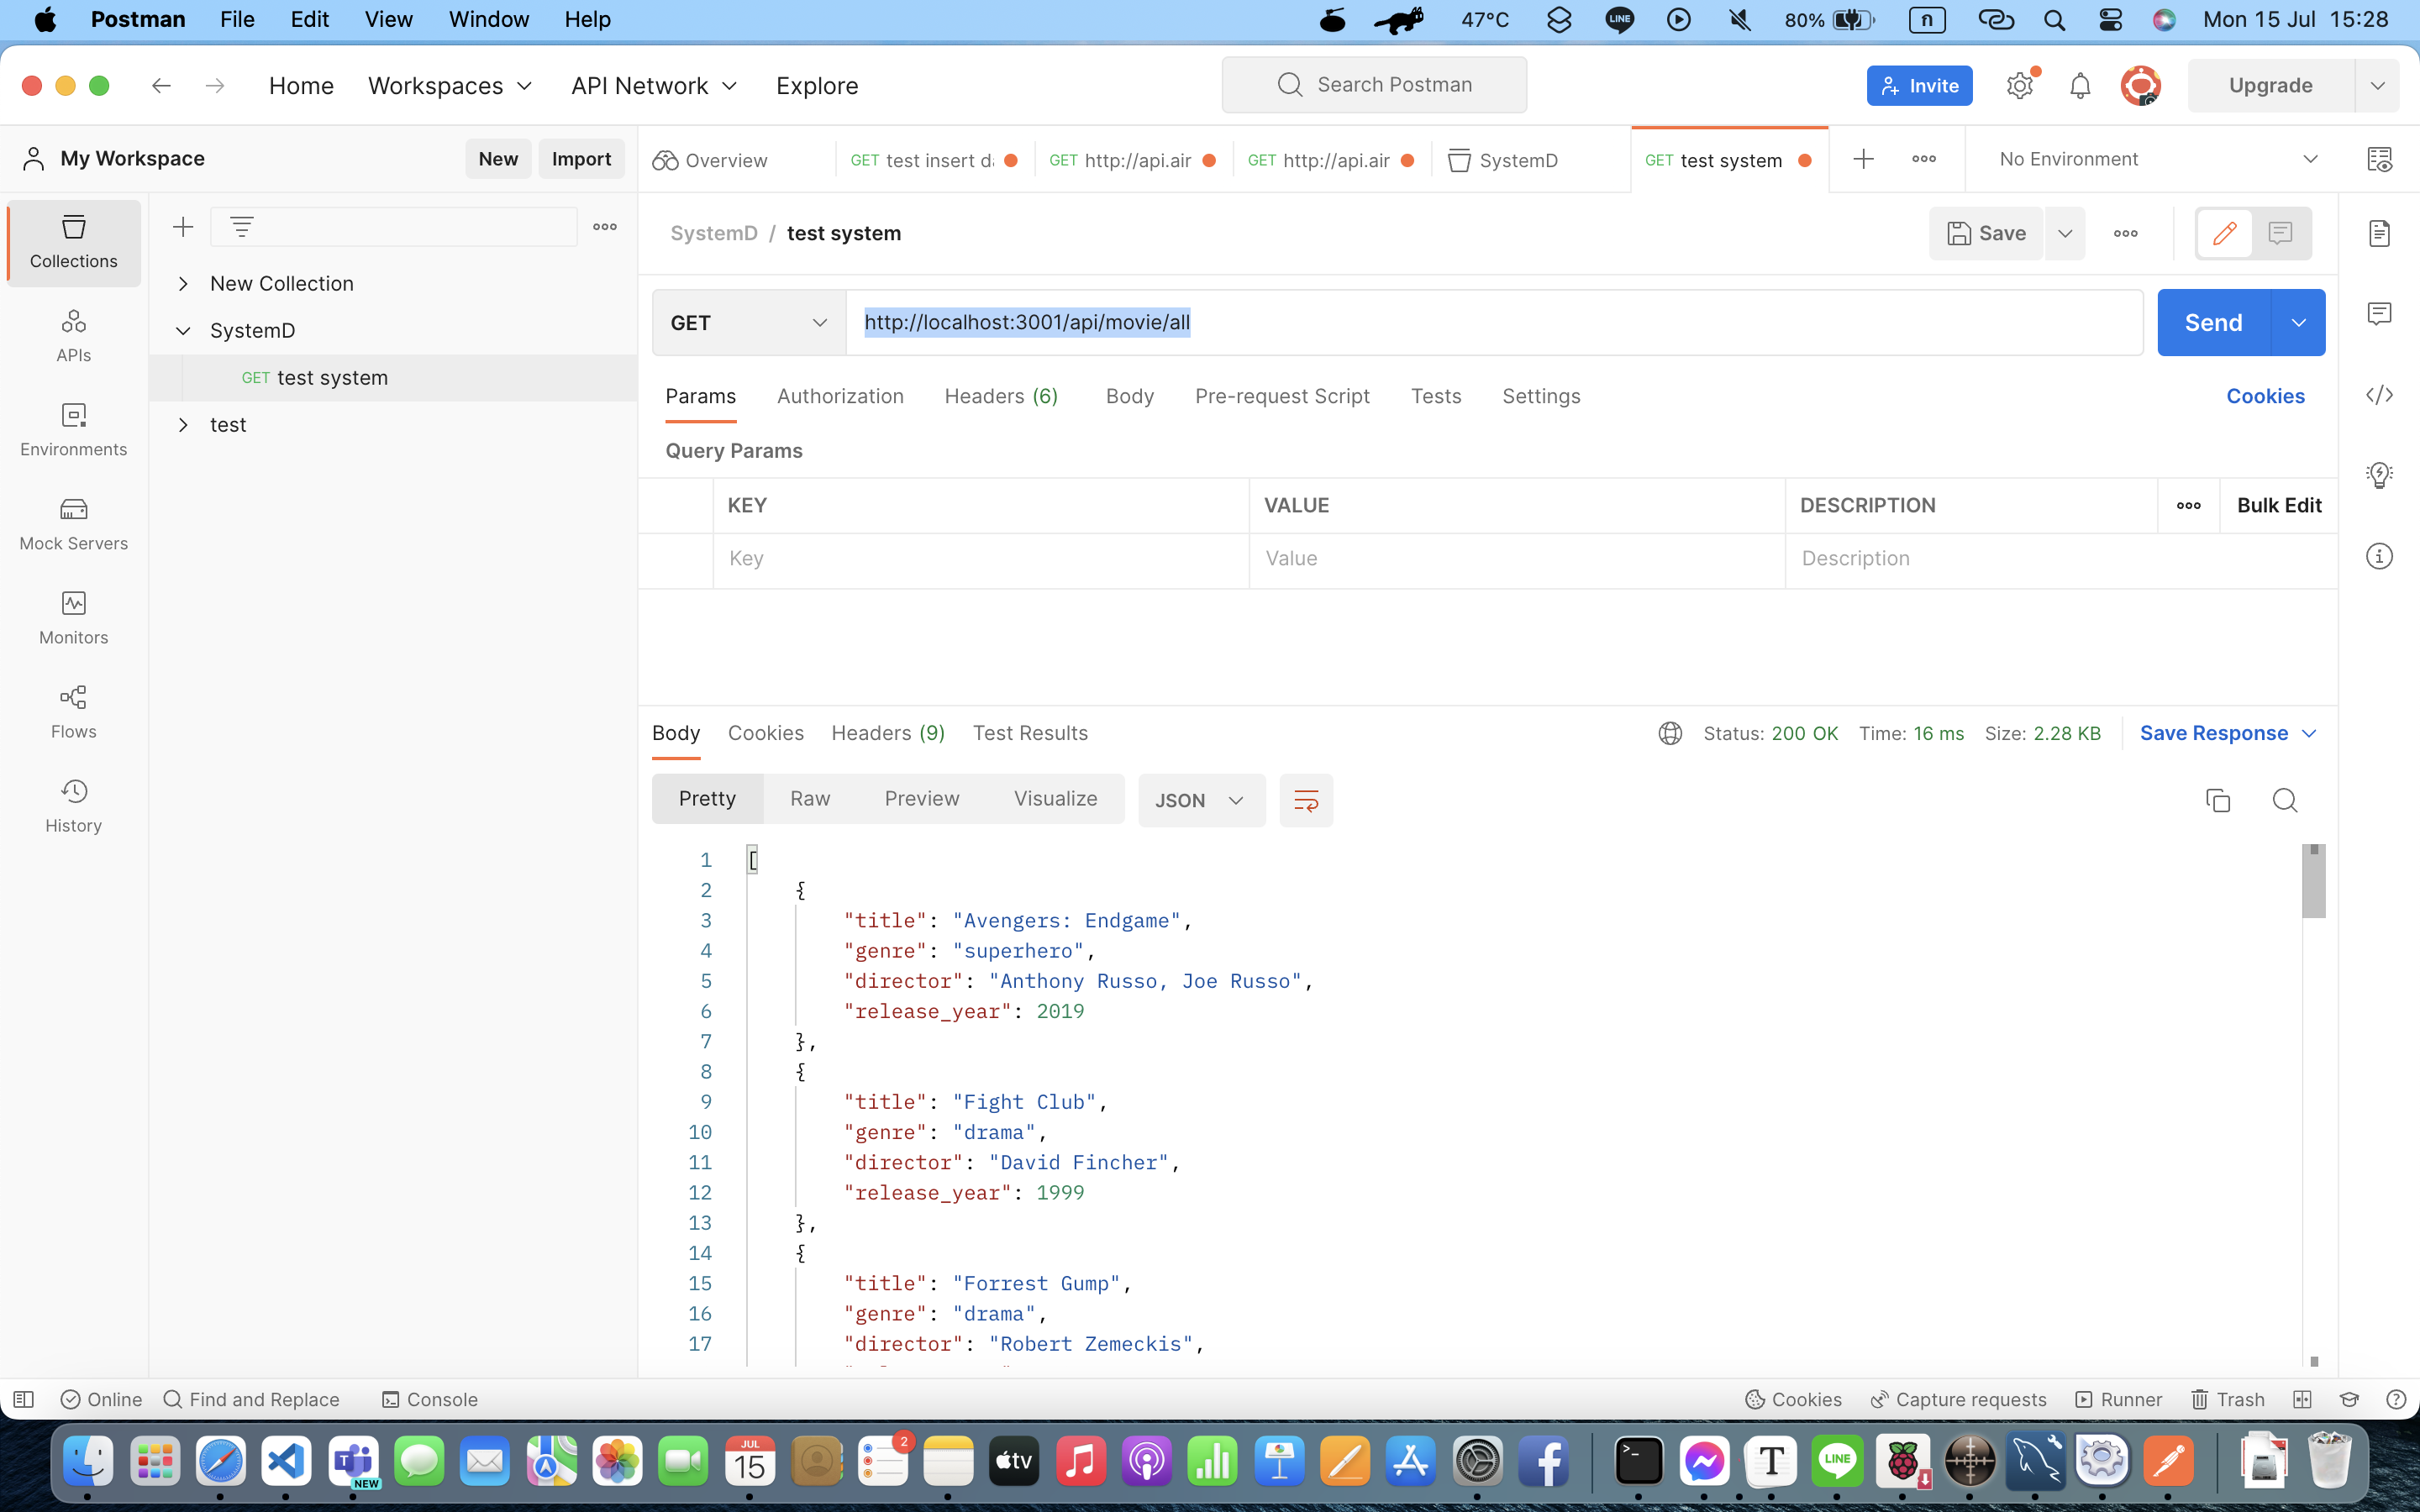 Postman File Edit View Window Help 47°C LINE 80% ก Mon 15 Jul 15:28
Home Workspaces API Network Explore Search Postman Invite Upgrade
My Workspace New Import Overview GET test insert d GET http://api.air GET http://api.air SystemD GET test system No Environment
Collections
APIs
Environments
Mock Servers
Monitors
Flows
History
New Collection
SystemD
GET test system
test
SystemD / test system Save
GET http://localhost:3001/api/movie/all Send
Params Authorization Headers (6) Body Pre-request Script Tests Settings Cookies
Query Params
KEY VALUE DESCRIPTION Bulk Edit
Key Value Description
Body Cookies Headers (9) Test Results Status: 200 OK Time: 16 ms Size: 2.28 KB Save Response
Pretty Raw Preview Visualize JSON
1 [
2 {
3 "title": "Avengers: Endgame",
4 "genre": "superhero",
5 "director": "Anthony Russo, Joe Russo",
6 "release_year": 2019
7 },
8 {
9 "title": "Fight Club",
10 "genre": "drama",
11 "director": "David Fincher",
12 "release_year": 1999
13 },
14 {
15 "title": "Forrest Gump",
16 "genre": "drama",
17 "director": "Robert Zemeckis",
Online Find and Replace Console Cookies Capture requests Runner Trash
NEW JUL 15 2 tv T LINE